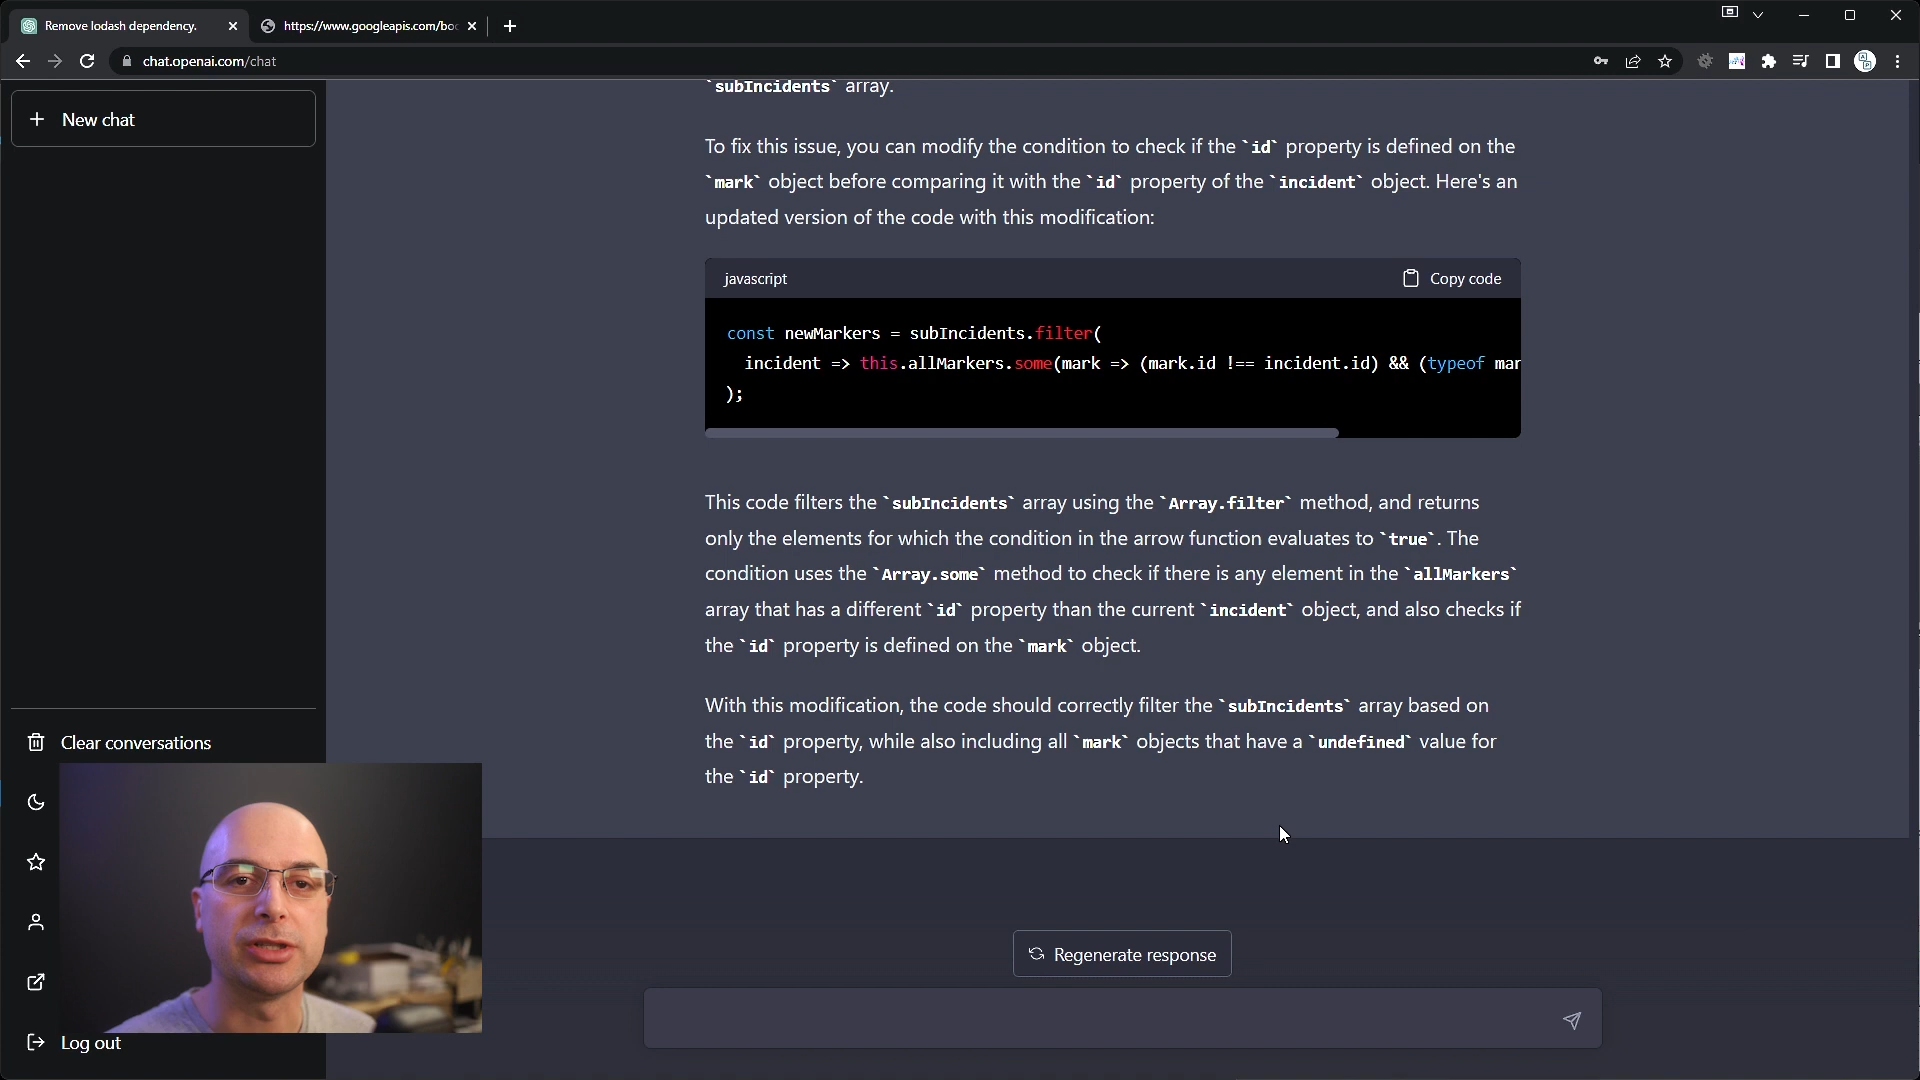 Remove lodash dependency.
https://www.googleapis.com/boo
chat.openai.com/chat
New chat
`subIncidents` array.
To fix this issue, you can modify the condition to check if the `id` property is defined on the
`mark` object before comparing it with the `id` property of the `incident` object. Here's an
updated version of the code with this modification:
javascript
Copy code
const newMarkers = subIncidents.filter(
incident => this.allMarkers.some(mark => (mark.id !== incident.id) && (typeof mar
);
This code filters the `subIncidents` array using the `Array.filter` method, and returns
only the elements for which the condition in the arrow function evaluates to `true`. The
condition uses the `Array.some` method to check if there is any element in the `allMarkers`
array that has a different `id` property than the current `incident` object, and also checks if
the `id` property is defined on the `mark` object.
With this modification, the code should correctly filter the `subIncidents` array based on
the `id` property, while also including all `mark` objects that have a `undefined` value for
the `id` property.
Clear conversations
Regenerate response
Log out